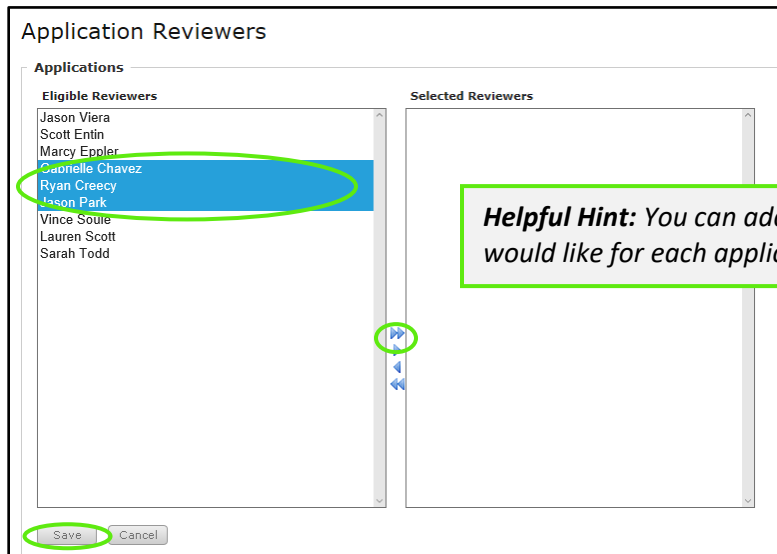 Application Reviewers
Applications
Eligible Reviewers
Selected Reviewers
Jason Viera
Scott Entin
Marcy Eppler
Gabrielle Chavez
Ryan Creecy
Jason Park
Vince Soule
Lauren Scott
Sarah Todd
Helpful Hint: You can add
would like for each applic
Save Cancel